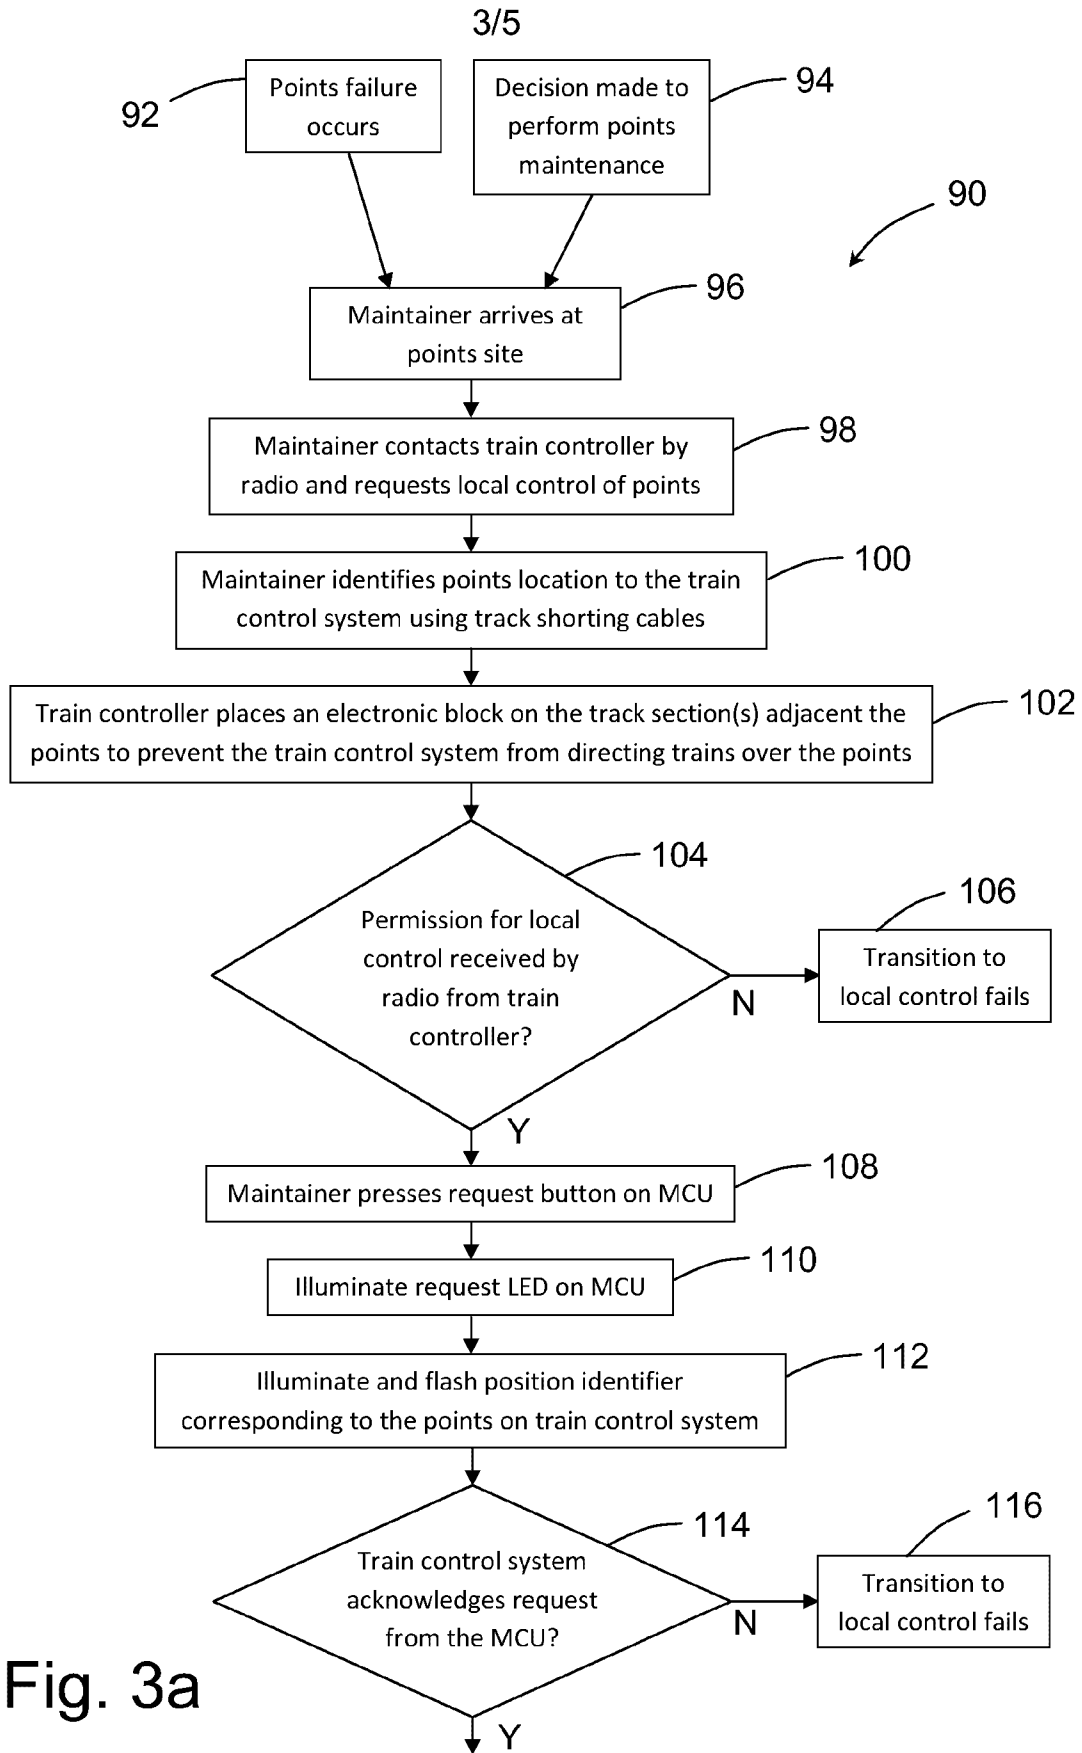 3/5
92
Points failure
occurs
Decision made to
perform points
maintenance
94
90
Maintainer arrives at
points site
96
Maintainer contacts train controller by
radio and requests local control of points
98
Maintainer identifies points location to the train
control system using track shorting cables
100
Train controller places an electronic block on the track section(s) adjacent the
points to prevent the train control system from directing trains over the points
102
Permission for local
control received by
radio from train
controller?
104
N
Transition to
local control fails
106
Y
Maintainer presses request button on MCU
108
Illuminate request LED on MCU
110
Illuminate and flash position identifier
corresponding to the points on train control system
112
Train control system
acknowledges request
from the MCU?
114
N
Transition to
local control fails
116
Y
Fig. 3a